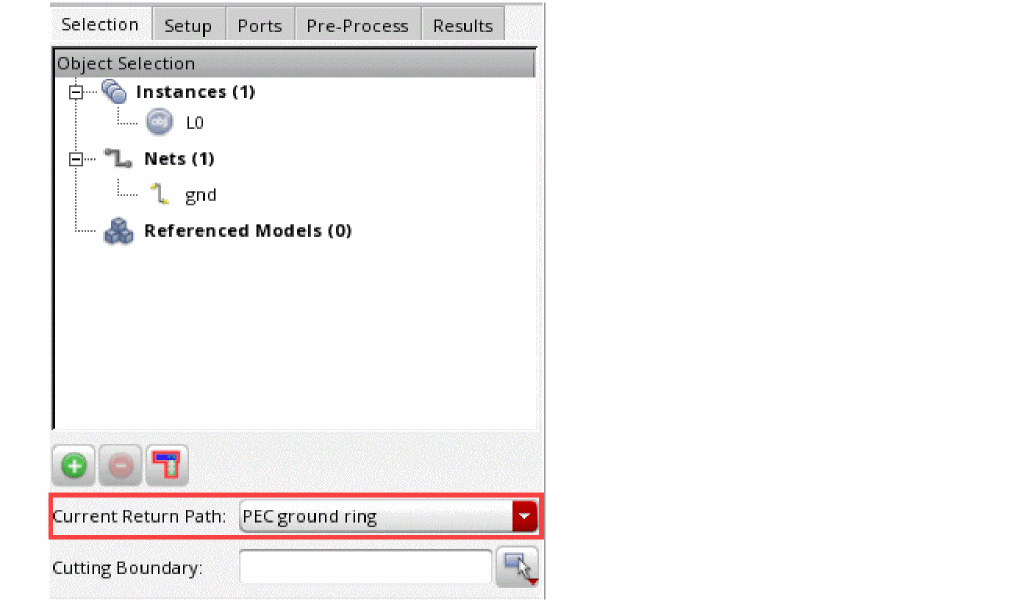 Selection Setup Ports Pre-Process Results
Object Selection
Instances (1)
obj L0
Nets (1)
gnd
Referenced Models (0)
Current Return Path: PEC ground ring
Cutting Boundary: